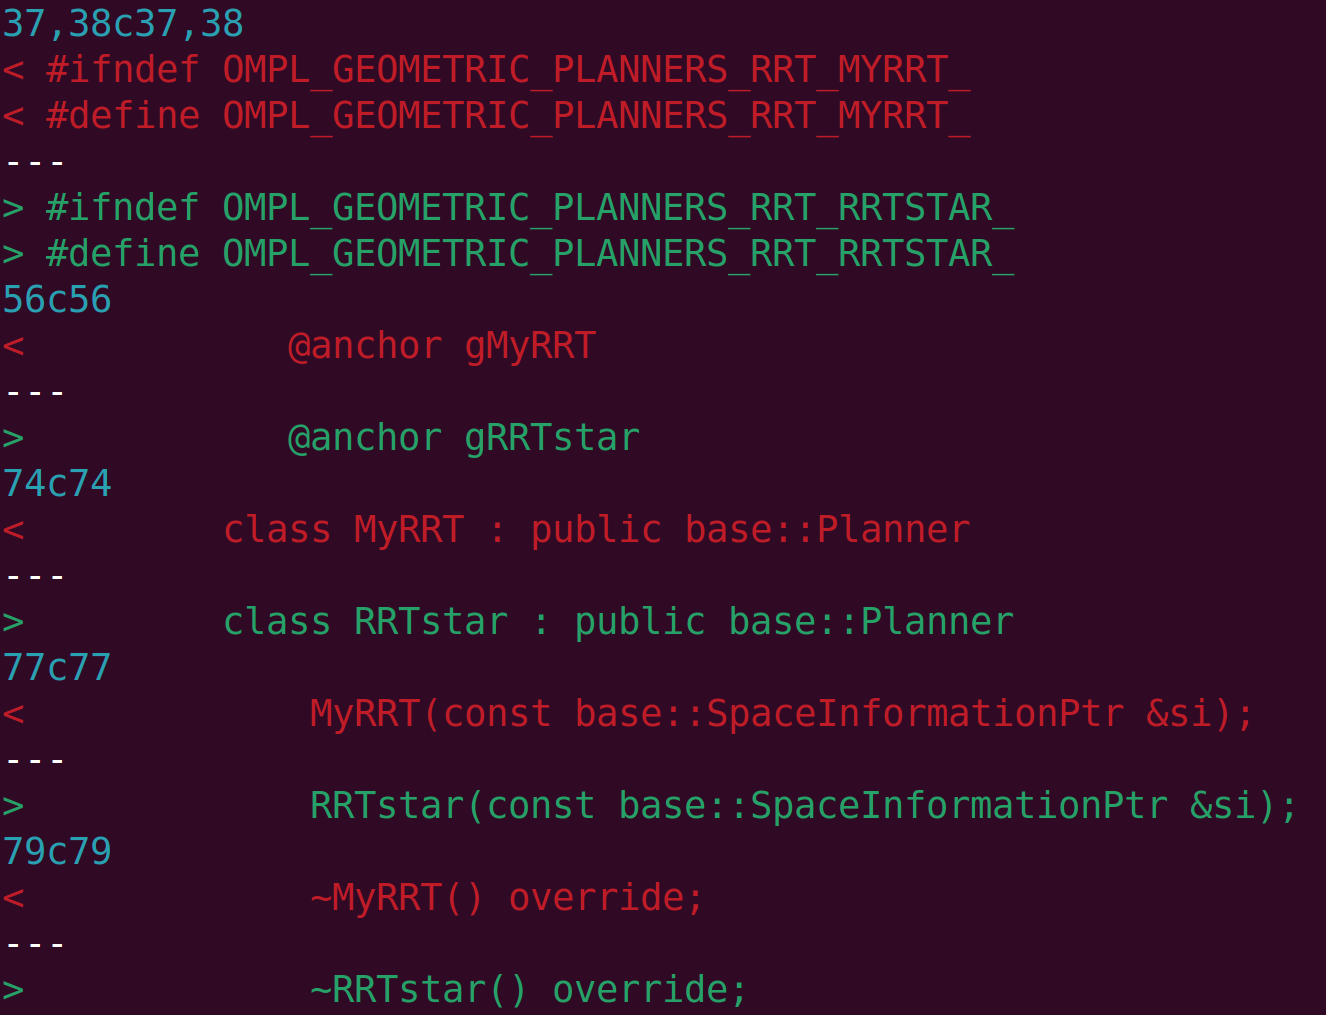 37,38c37,38
< #ifndef OMPL_GEOMETRIC_PLANNERS_RRT_MYRRT_
< #define OMPL_GEOMETRIC_PLANNERS_RRT_MYRRT_
---
> #ifndef OMPL_GEOMETRIC_PLANNERS_RRT_RRTSTAR_
> #define OMPL_GEOMETRIC_PLANNERS_RRT_RRTSTAR_
56c56
<            @anchor gMyRRT
---
>            @anchor gRRTstar
74c74
<         class MyRRT : public base::Planner
---
>         class RRTstar : public base::Planner
77c77
<             MyRRT(const base::SpaceInformationPtr &si);
---
>             RRTstar(const base::SpaceInformationPtr &si);
79c79
<             ~MyRRT() override;
---
>             ~RRTstar() override;